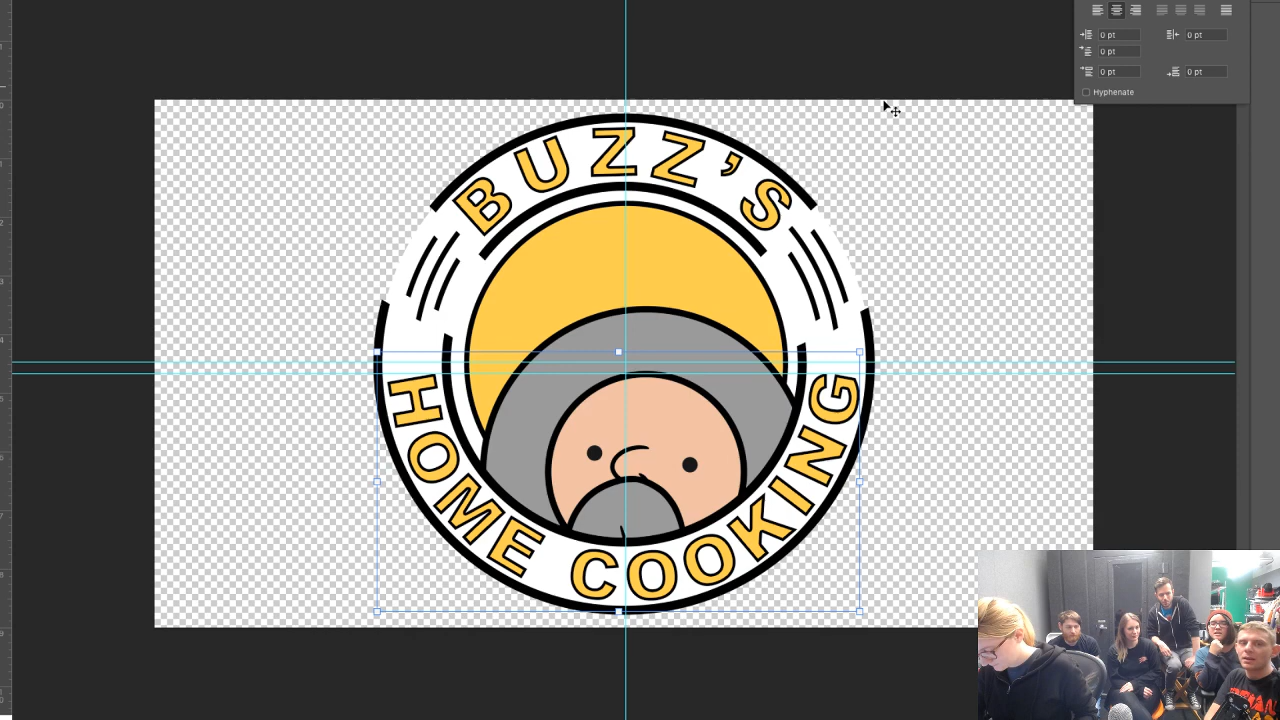 0 pt 0 pt
0 pt
0 pt 0 pt
Hyphenate
BUZZ’S
HOME COOKING